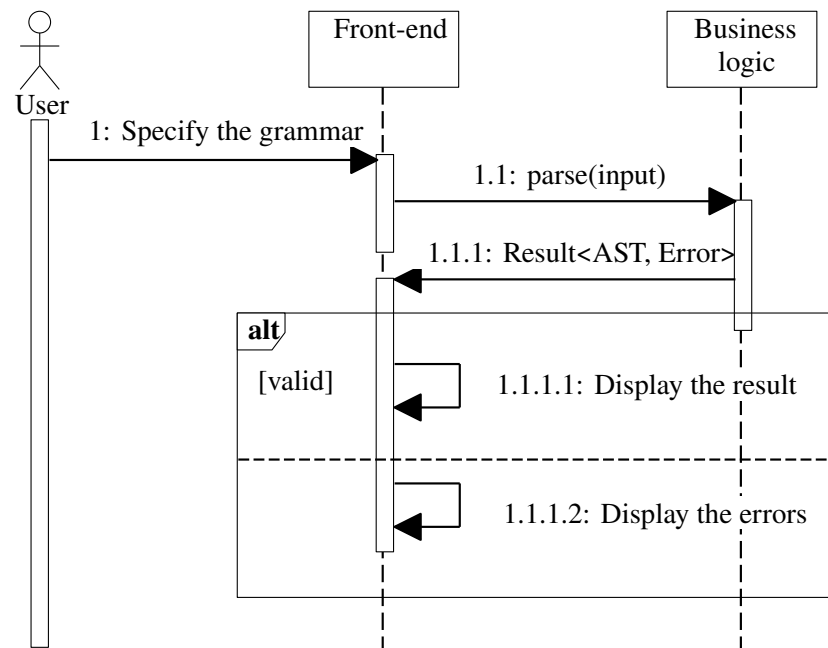 Front-end
Business
logic
User
1: Specify the grammar
1.1: parse(input)
1.1.1: Result<AST, Error>
alt
[valid]
1.1.1.1: Display the result
1.1.1.2: Display the errors